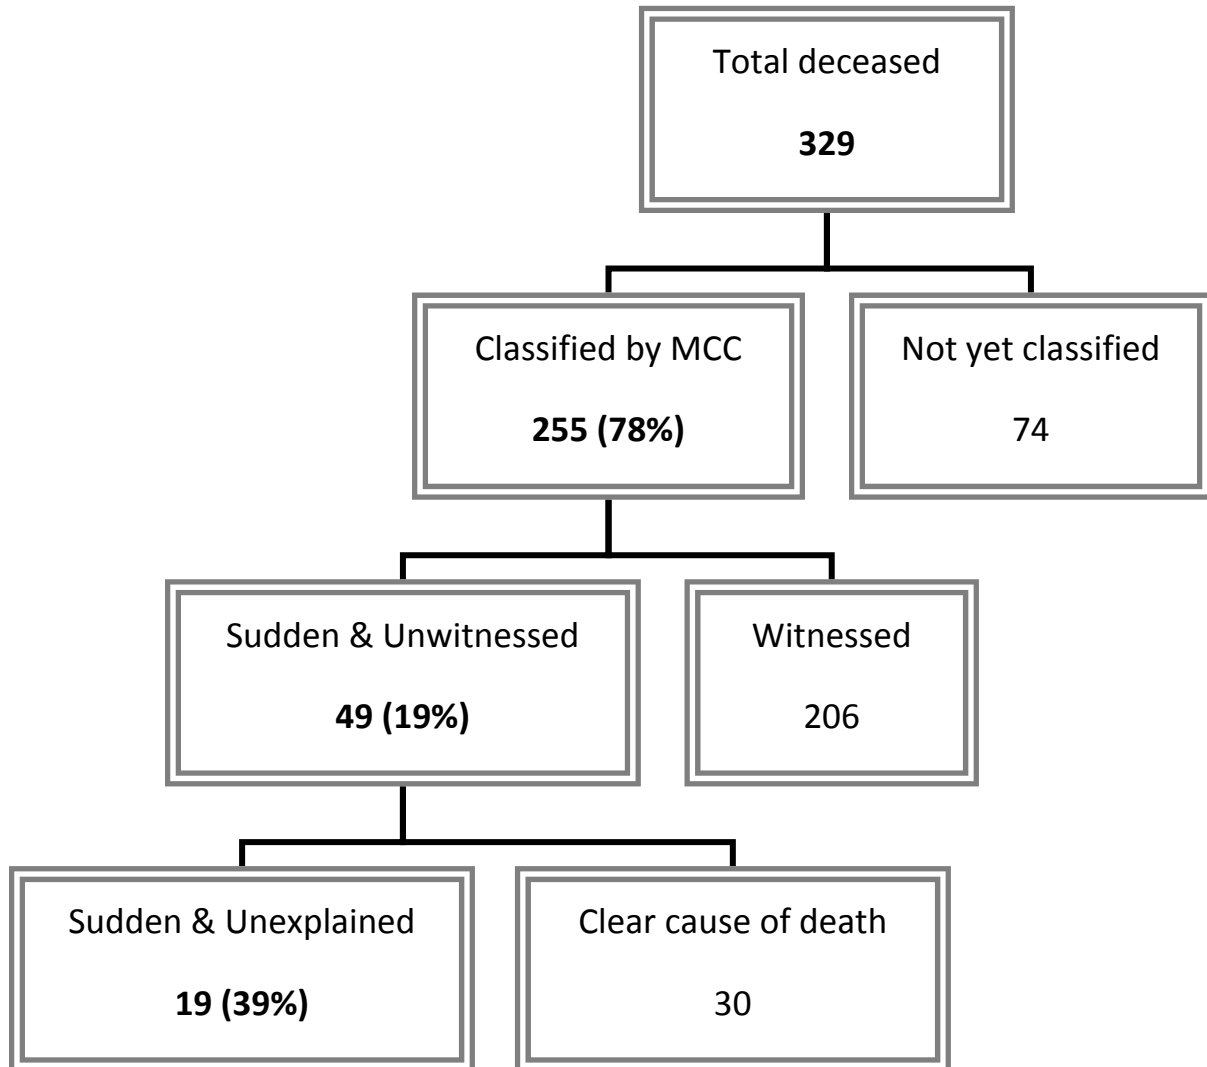 Total deceased
329
Classified by MCC
255 (78%)
Not yet classified
74
Sudden & Unwitnessed
49 (19%)
Witnessed
206
Sudden & Unexplained
19 (39%)
Clear cause of death
30